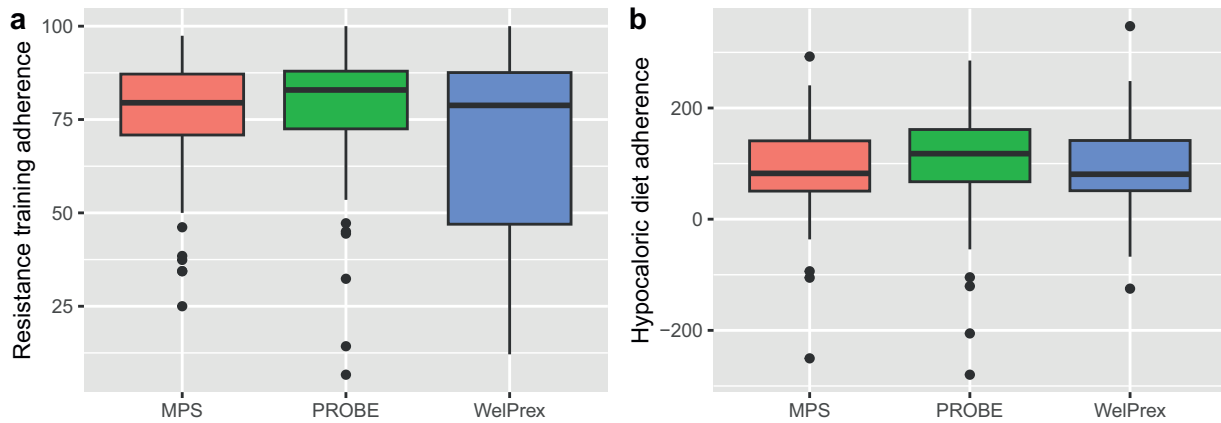 a
Resistance training adherence
100
75
50
25
MPS
PROBE
WelPrex
b
Hypocaloric diet adherence
200
0
−200
MPS
PROBE
WelPrex